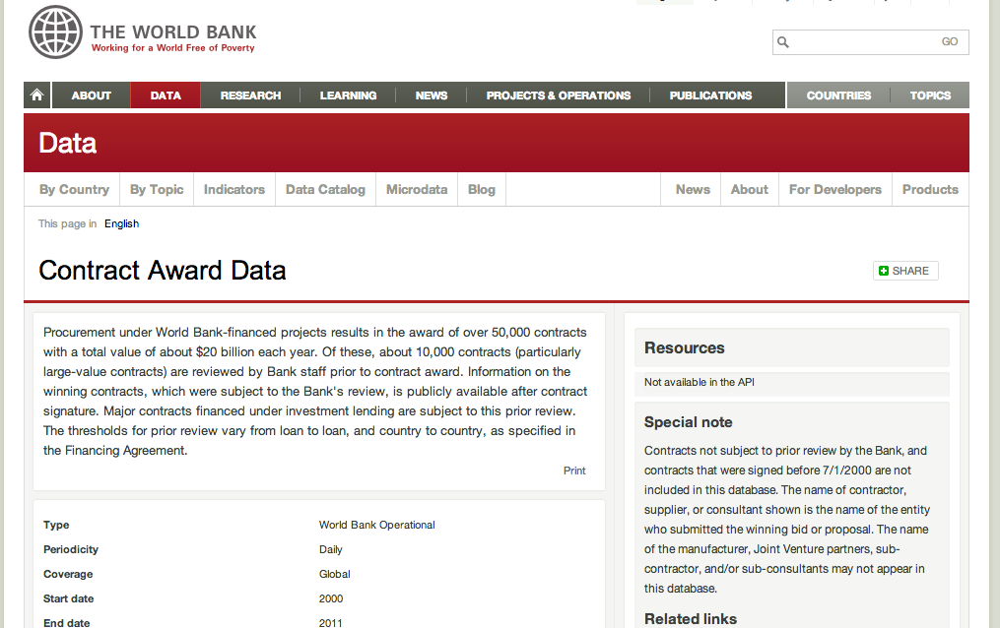 THE WORLD BANK
Working for a World Free of Poverty
GO
ABOUT DATA RESEARCH LEARNING NEWS PROJECTS & OPERATIONS PUBLICATIONS COUNTRIES TOPICS
Data
By Country By Topic Indicators Data Catalog Microdata Blog News About For Developers Products
This page in English
Contract Award Data
SHARE
Procurement under World Bank-financed projects results in the award of over 50,000 contracts
with a total value of about $20 billion each year. Of these, about 10,000 contracts (particularly
large-value contracts) are reviewed by Bank staff prior to contract award. Information on the
winning contracts, which were subject to the Bank's review, is publicly available after contract
signature. Major contracts financed under investment lending are subject to this prior review.
The thresholds for prior review vary from loan to loan, and country to country, as specified in
the Financing Agreement.
Print
Type World Bank Operational
Periodicity Daily
Coverage Global
Start date 2000
End date 2011
Resources
Not available in the API
Special note
Contracts not subject to prior review by the Bank, and
contracts that were signed before 7/1/2000 are not
included in this database. The name of contractor,
supplier, or consultant shown is the name of the entity
who submitted the winning bid or proposal. The name
of the manufacturer, Joint Venture partners, sub-
contractor, and/or sub-consultants may not appear in
this database.
Related links